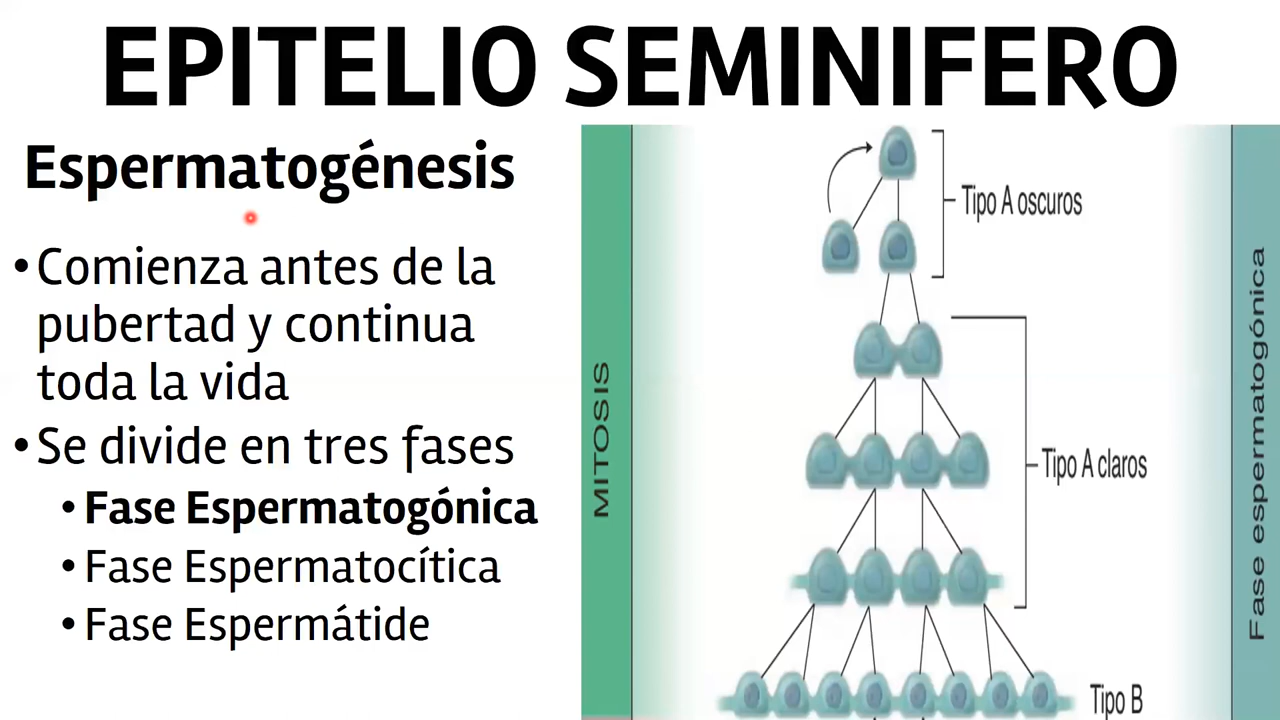 EPITELIO SEMINIFERO
Espermatogénesis
•Comienza antes de la
pubertad y continua
toda la vida
•Se divide en tres fases
•Fase Espermatogónica
•Fase Espermatocítica
•Fase Espermátide
MITOSIS
Tipo A oscuros
Tipo A claros
Tipo B
Fase espermatogónica